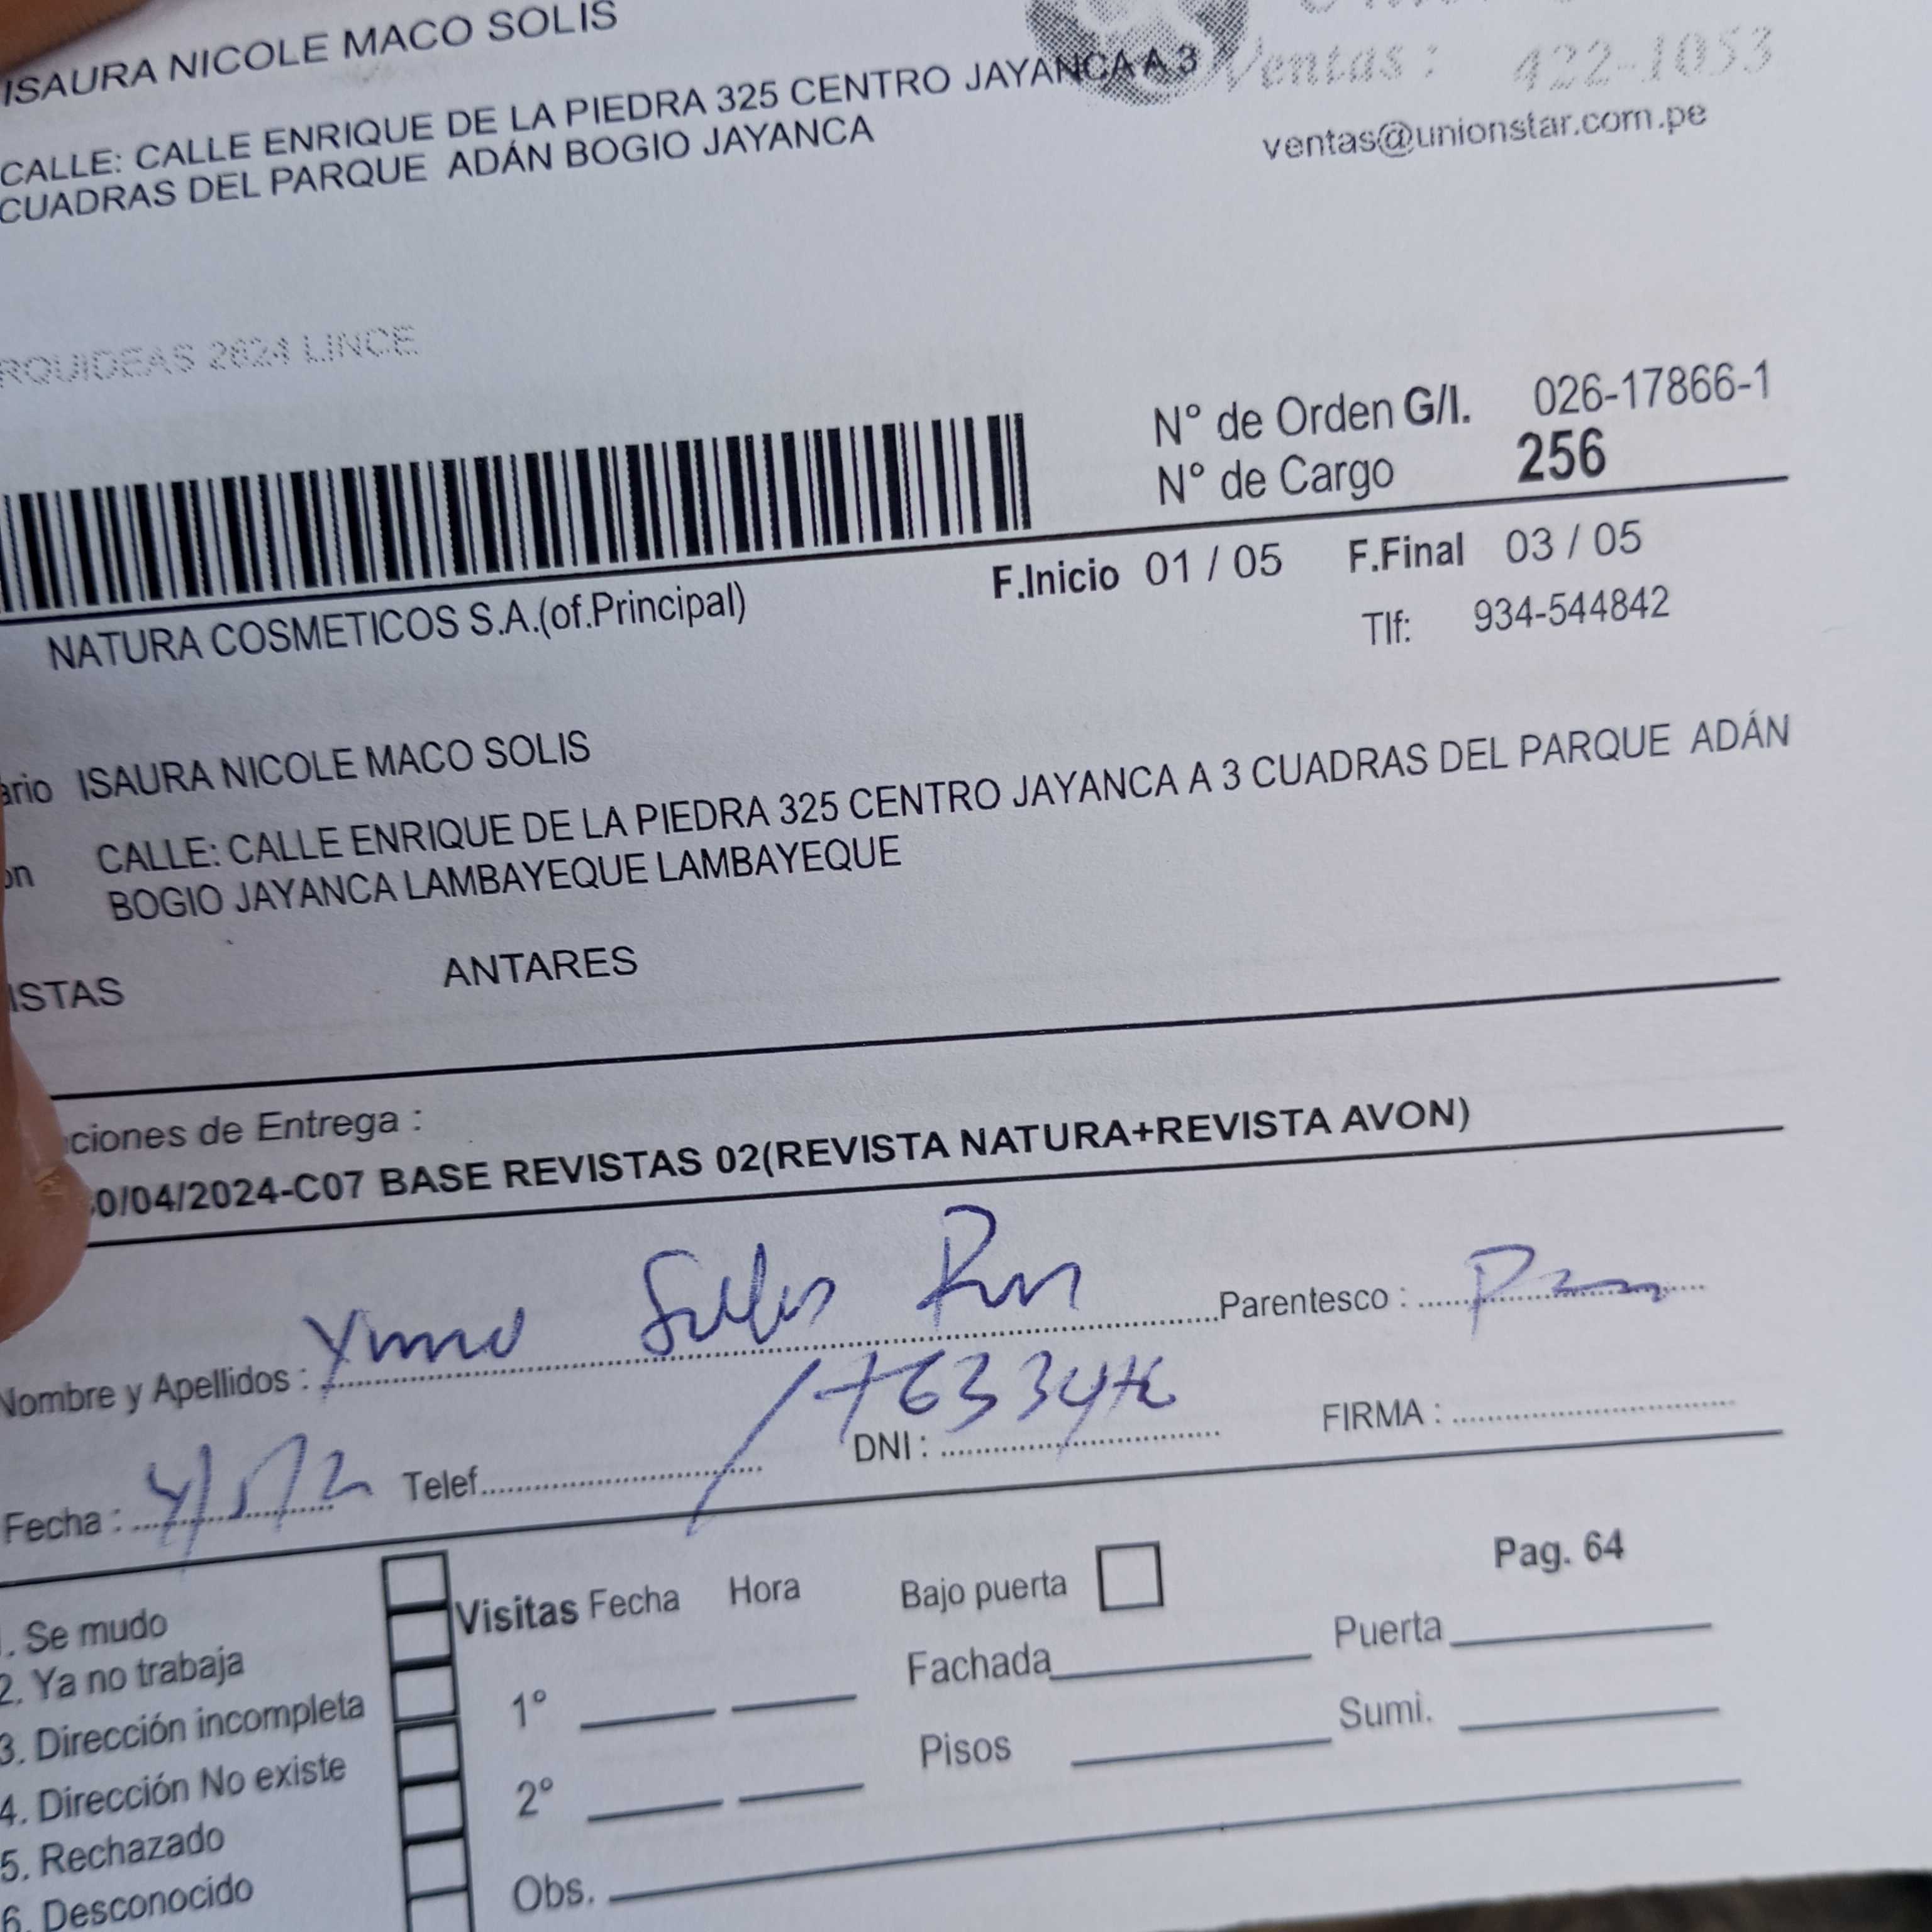 ISAURA NICOLE MACO SOLIS
Ventas: 422-1053
CALLE: CALLE ENRIQUE DE LA PIEDRA 325 CENTRO JAYANCA A 3
CUADRAS DEL PARQUE ADÁN BOGIO JAYANCA
ventas@unionstar.com.pe
RQUIDEAS 2624 LINCE
N° de Orden G/I. 026-17866-1
N° de Cargo 256
F.Inicio 01 / 05 F.Final 03 / 05
NATURA COSMETICOS S.A.(of.Principal)
Tlf: 934-544842
ario ISAURA NICOLE MACO SOLIS
on CALLE: CALLE ENRIQUE DE LA PIEDRA 325 CENTRO JAYANCA A 3 CUADRAS DEL PARQUE ADÁN
BOGIO JAYANCA LAMBAYEQUE LAMBAYEQUE
ISTAS ANTARES
ciones de Entrega :
0/04/2024-C07 BASE REVISTAS 02(REVISTA NATURA+REVISTA AVON)
Nombre y Apellidos : Parentesco :
Fecha : Telef. DNI : FIRMA :
Pag. 64
. Se mudo
2. Ya no trabaja
3. Dirección incompleta
4. Dirección No existe
5. Rechazado
6. Desconocido
Visitas Fecha Hora
1°
2°
Obs.
Bajo puerta
Fachada Puerta
Pisos Sumi.